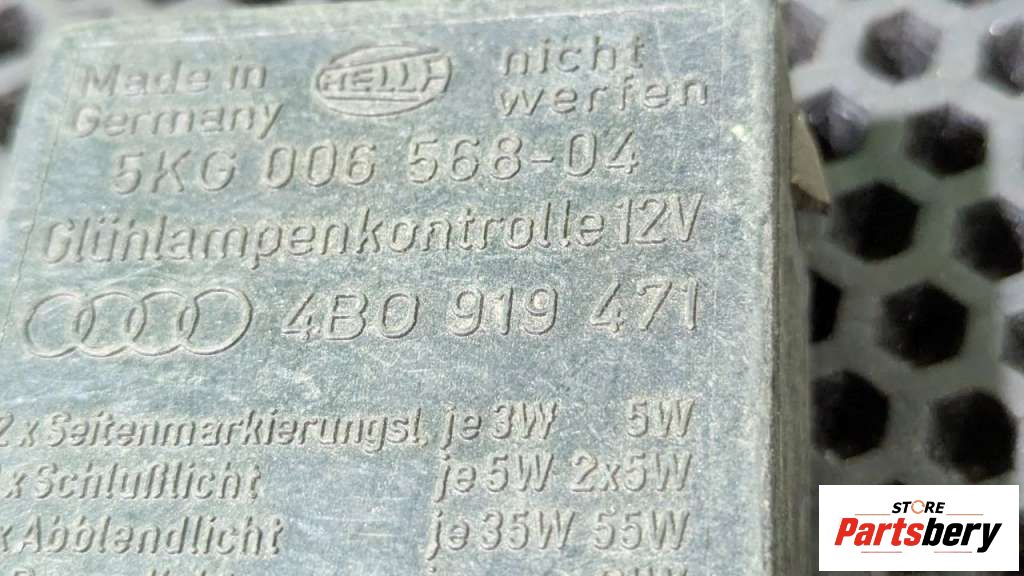 Made in
Germany
HELLA
nicht
werfen
5KG 006 568-04
Glühlampenkontrolle 12V
4B0 919 471
2 x Seitenmarkierungsl. je 3W 5W
x Schlußlicht je 5W 2x5W
x Abblendlicht je 35W 55W
STORE
Partsbery